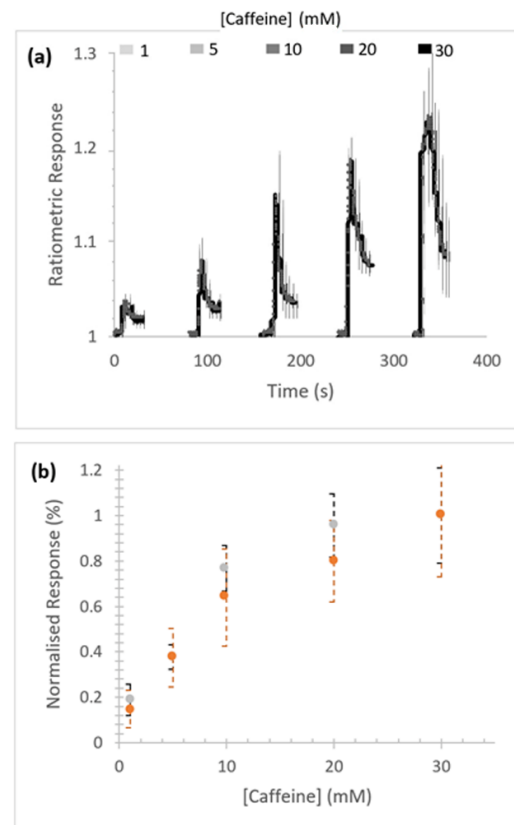 [Caffeine] (mM)
(a)
1 5 10 20 30
Ratiometric Response
1.3
1.2
1.1
1
0 100 200 300 400
Time (s)
(b)
Normalised Response (%)
1.2
1
0.8
0.6
0.4
0.2
0
0 10 20 30
[Caffeine] (mM)